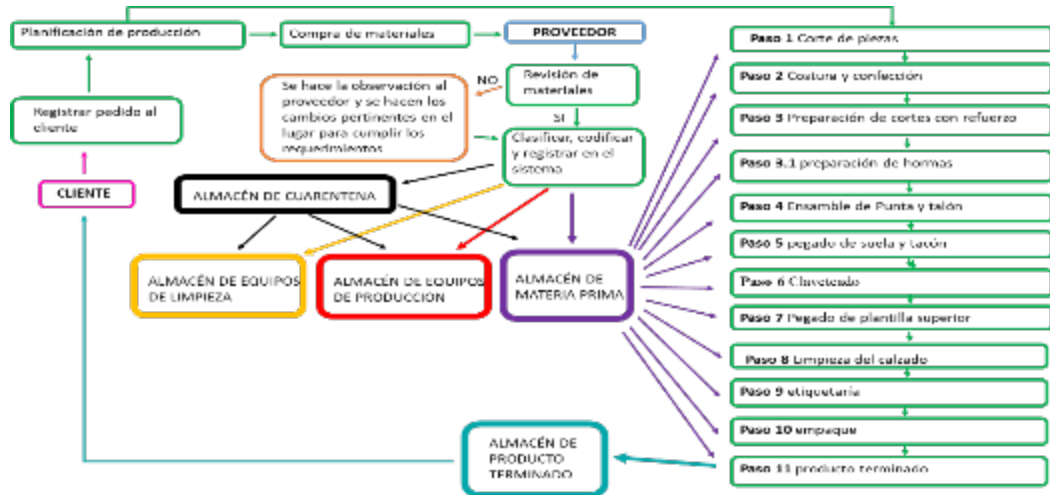 Planificación de producción
Compra de materiales
PROVEEDOR
Registrar pedido al
cliente
CLIENTE
Se hace la observación al
proveedor y se hacen los
cambios pertinentes en el
lugar para cumplir los
requerimientos
NO
Revisión de
materiales
SI
Clasificar, codificar
y registrar en el
sistema
ALMACÉN DE CUARENTENA
ALMACÉN DE EQUIPOS
DE LIMPIEZA
ALMACÉN DE EQUIPOS
DE PRODUCCION
ALMACÉN DE
MATERIA PRIMA
ALMACÉN DE
PRODUCTO
TERMINADO
Paso 1 Corte de piezas
Paso 2 Costura y confección
Paso 3 Preparación de cortes con refuerzo
Paso 3.1 preparación de hormas
Paso 4 Ensamble de Punta y talón
Paso 5 pegado de suela y tacón
Paso 6 Claveteado
Paso 7 Pegado de plantilla superior
Paso 8 Limpieza del calzado
Paso 9 etiquetaria
Paso 10 empaque
Paso 11 producto terminado